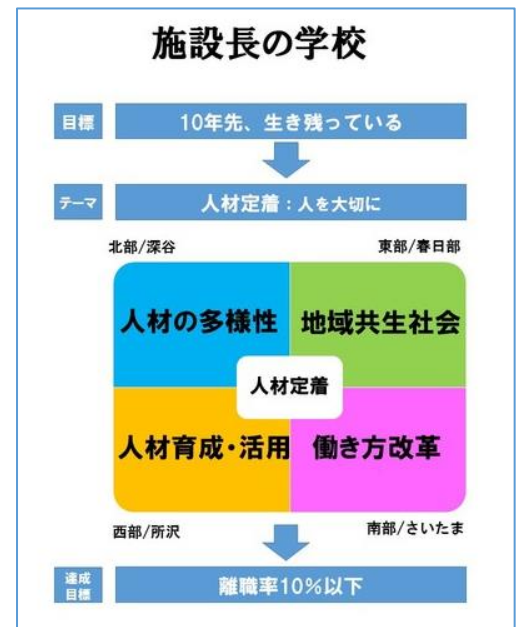 施設長の学校
目標
10年先、生き残っている
テーマ
人材定着：人を大切に
北部/深谷
東部/春日部
人材の多様性
地域共生社会
人材定着
人材育成・活用
働き方改革
西部/所沢
南部/さいたま
達成
目標
離職率10%以下